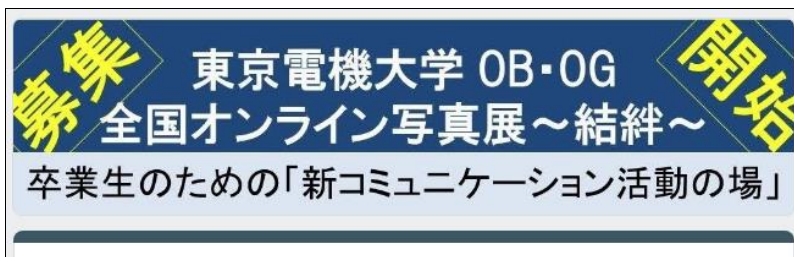 募集
東京電機大学 OB・OG
開始
全国オンライン写真展～結絆～
卒業生のための「新コミュニケーション活動の場」